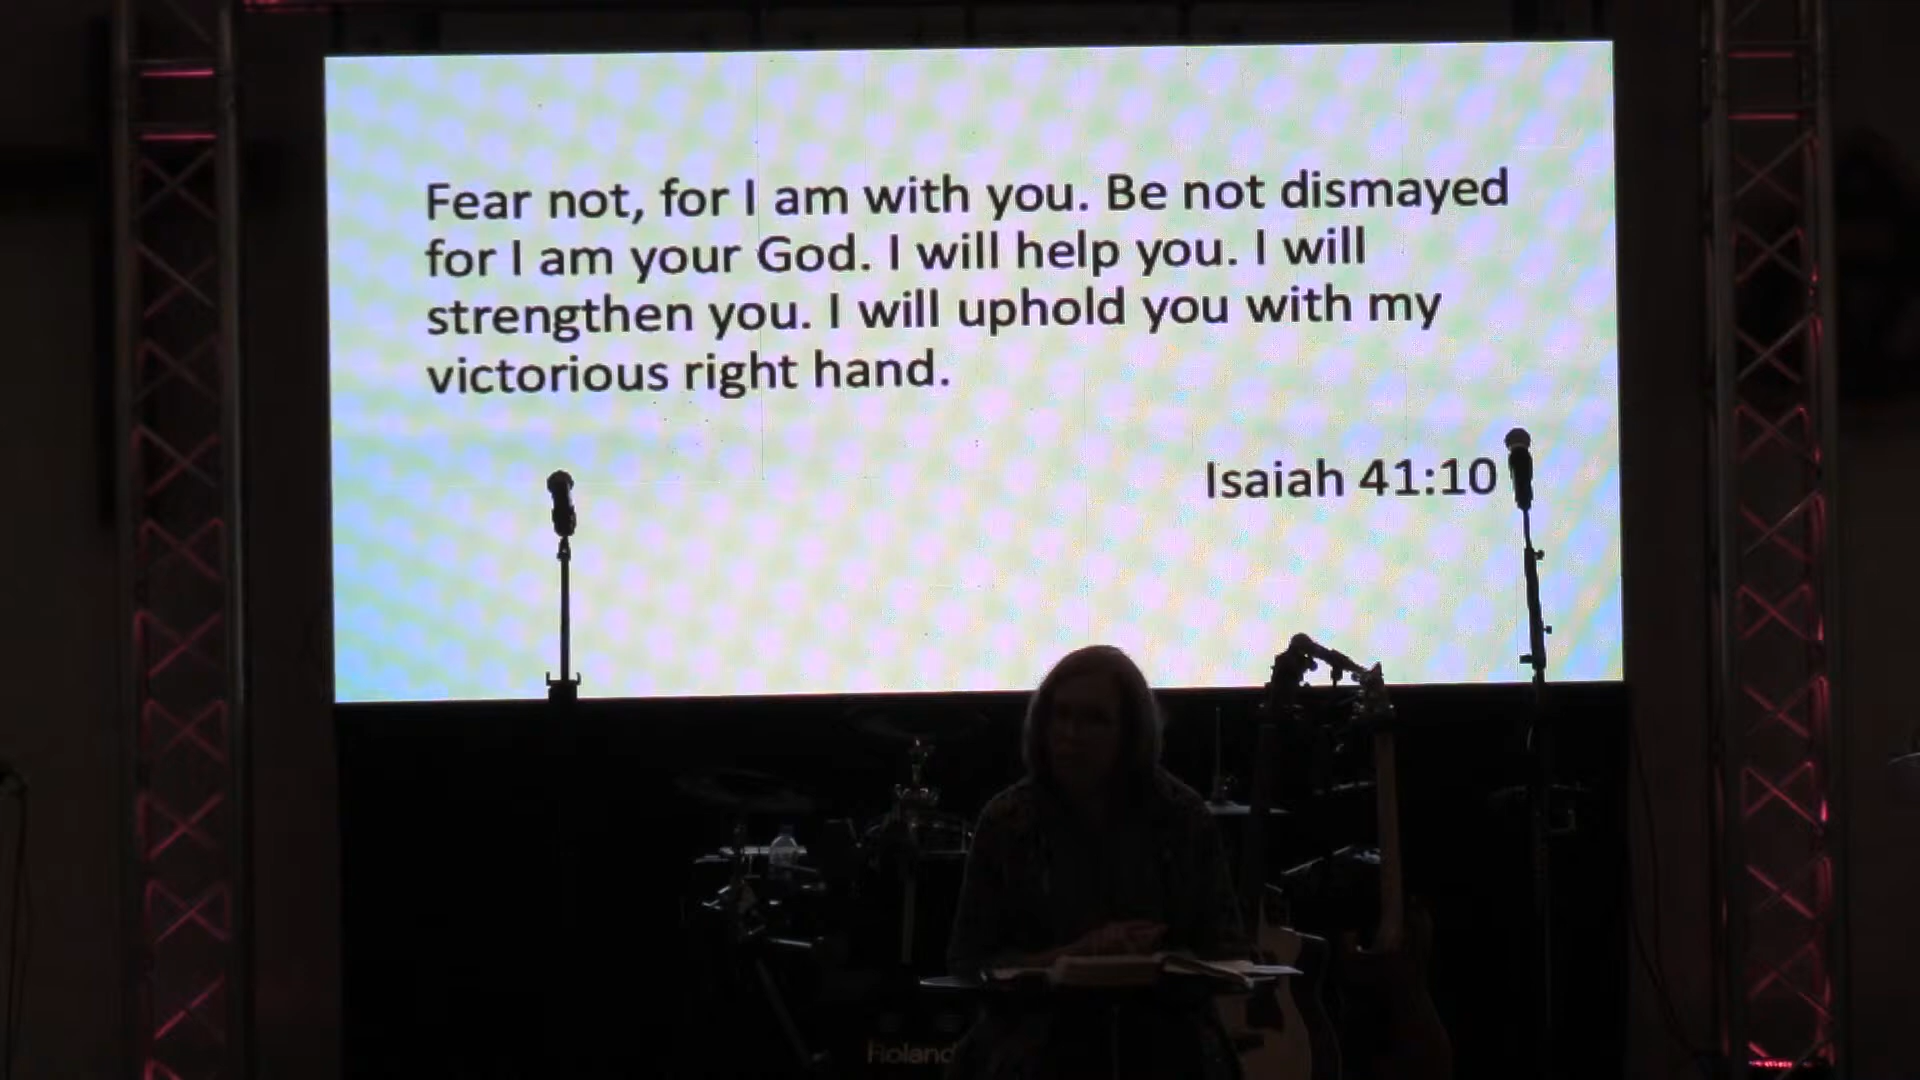 Fear not, for I am with you. Be not dismayed
for I am your God. I will help you. I will
strengthen you. I will uphold you with my
victorious right hand.
Isaiah 41:10
Roland